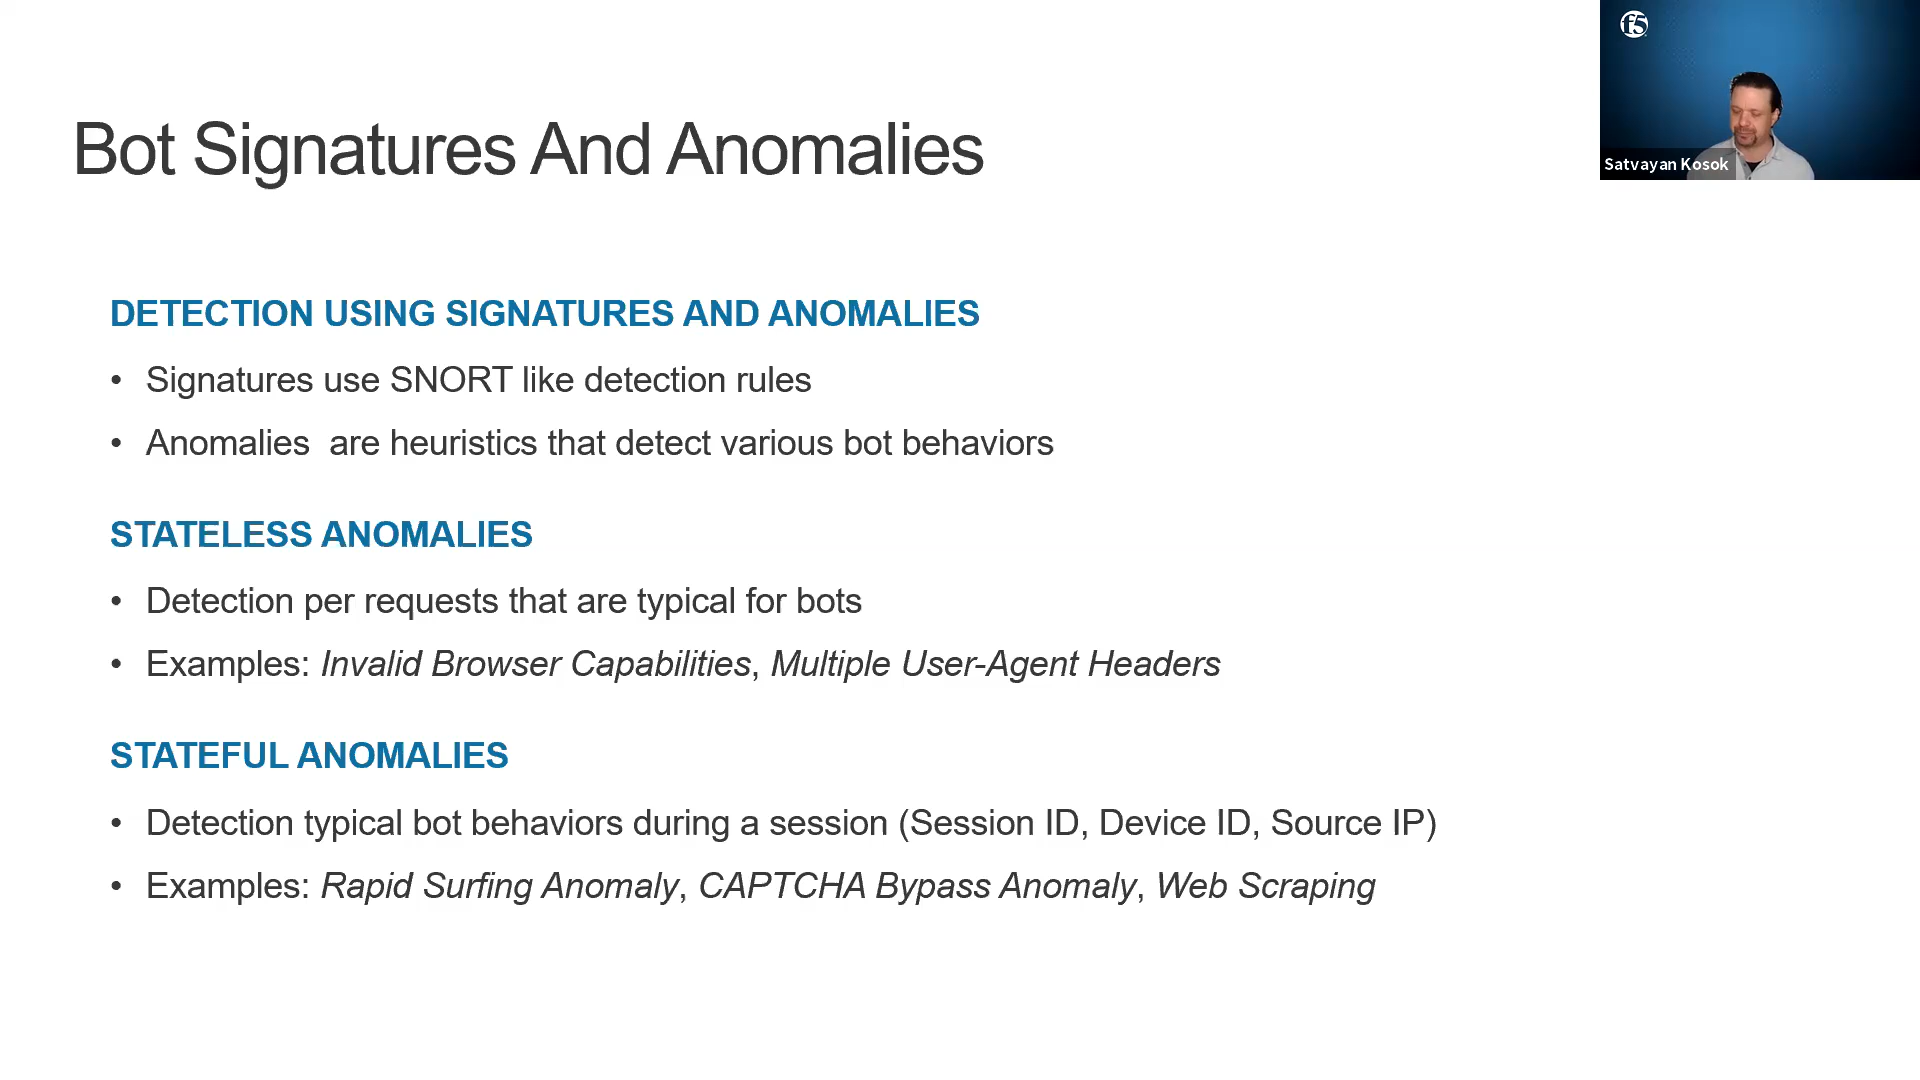 f5
Satvayan Kosok
Bot Signatures And Anomalies
DETECTION USING SIGNATURES AND ANOMALIES
• Signatures use SNORT like detection rules
• Anomalies  are heuristics that detect various bot behaviors
STATELESS ANOMALIES
• Detection per requests that are typical for bots
• Examples: Invalid Browser Capabilities, Multiple User-Agent Headers
STATEFUL ANOMALIES
• Detection typical bot behaviors during a session (Session ID, Device ID, Source IP)
• Examples: Rapid Surfing Anomaly, CAPTCHA Bypass Anomaly, Web Scraping